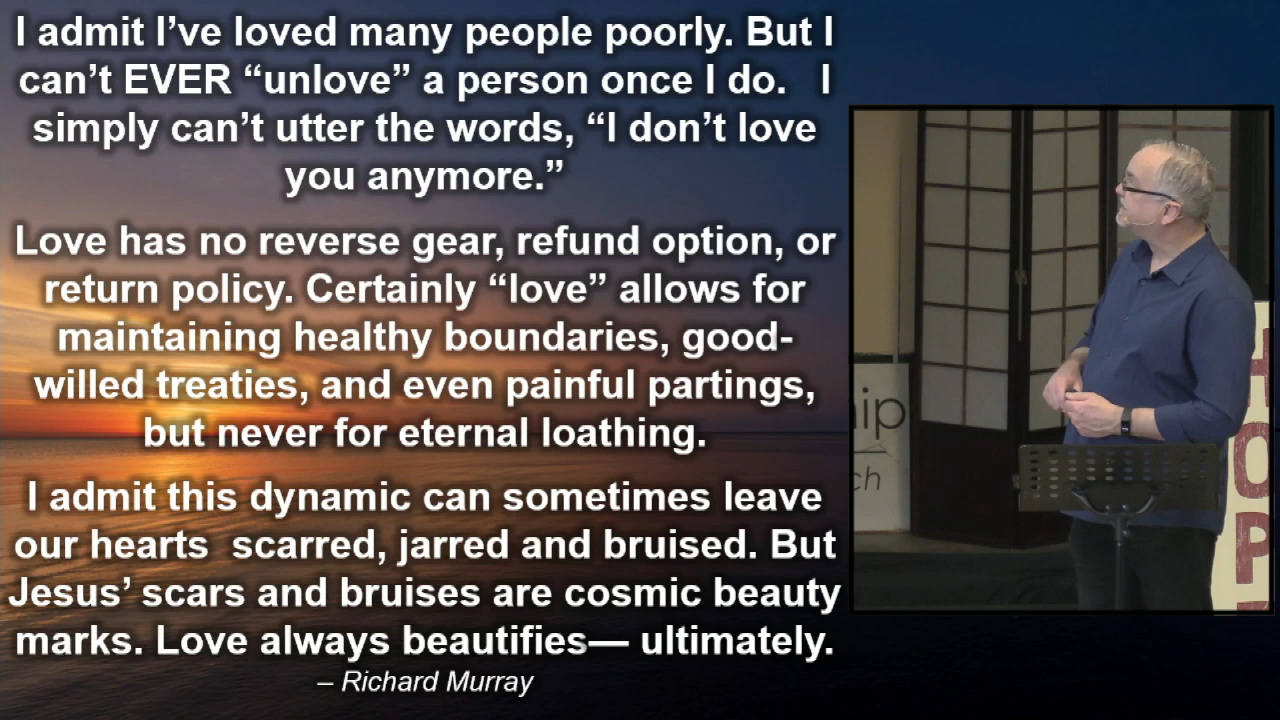 I admit I’ve loved many people poorly. But I
can’t EVER “unlove” a person once I do.   I
simply can’t utter the words, “I don’t love
you anymore.”
Love has no reverse gear, refund option, or
return policy. Certainly “love” allows for
maintaining healthy boundaries, good-
willed treaties, and even painful partings,
but never for eternal loathing.
I admit this dynamic can sometimes leave
our hearts  scarred, jarred and bruised. But
Jesus’ scars and bruises are cosmic beauty
marks. Love always beautifies— ultimately.
– Richard Murray
ip
ch
HOP